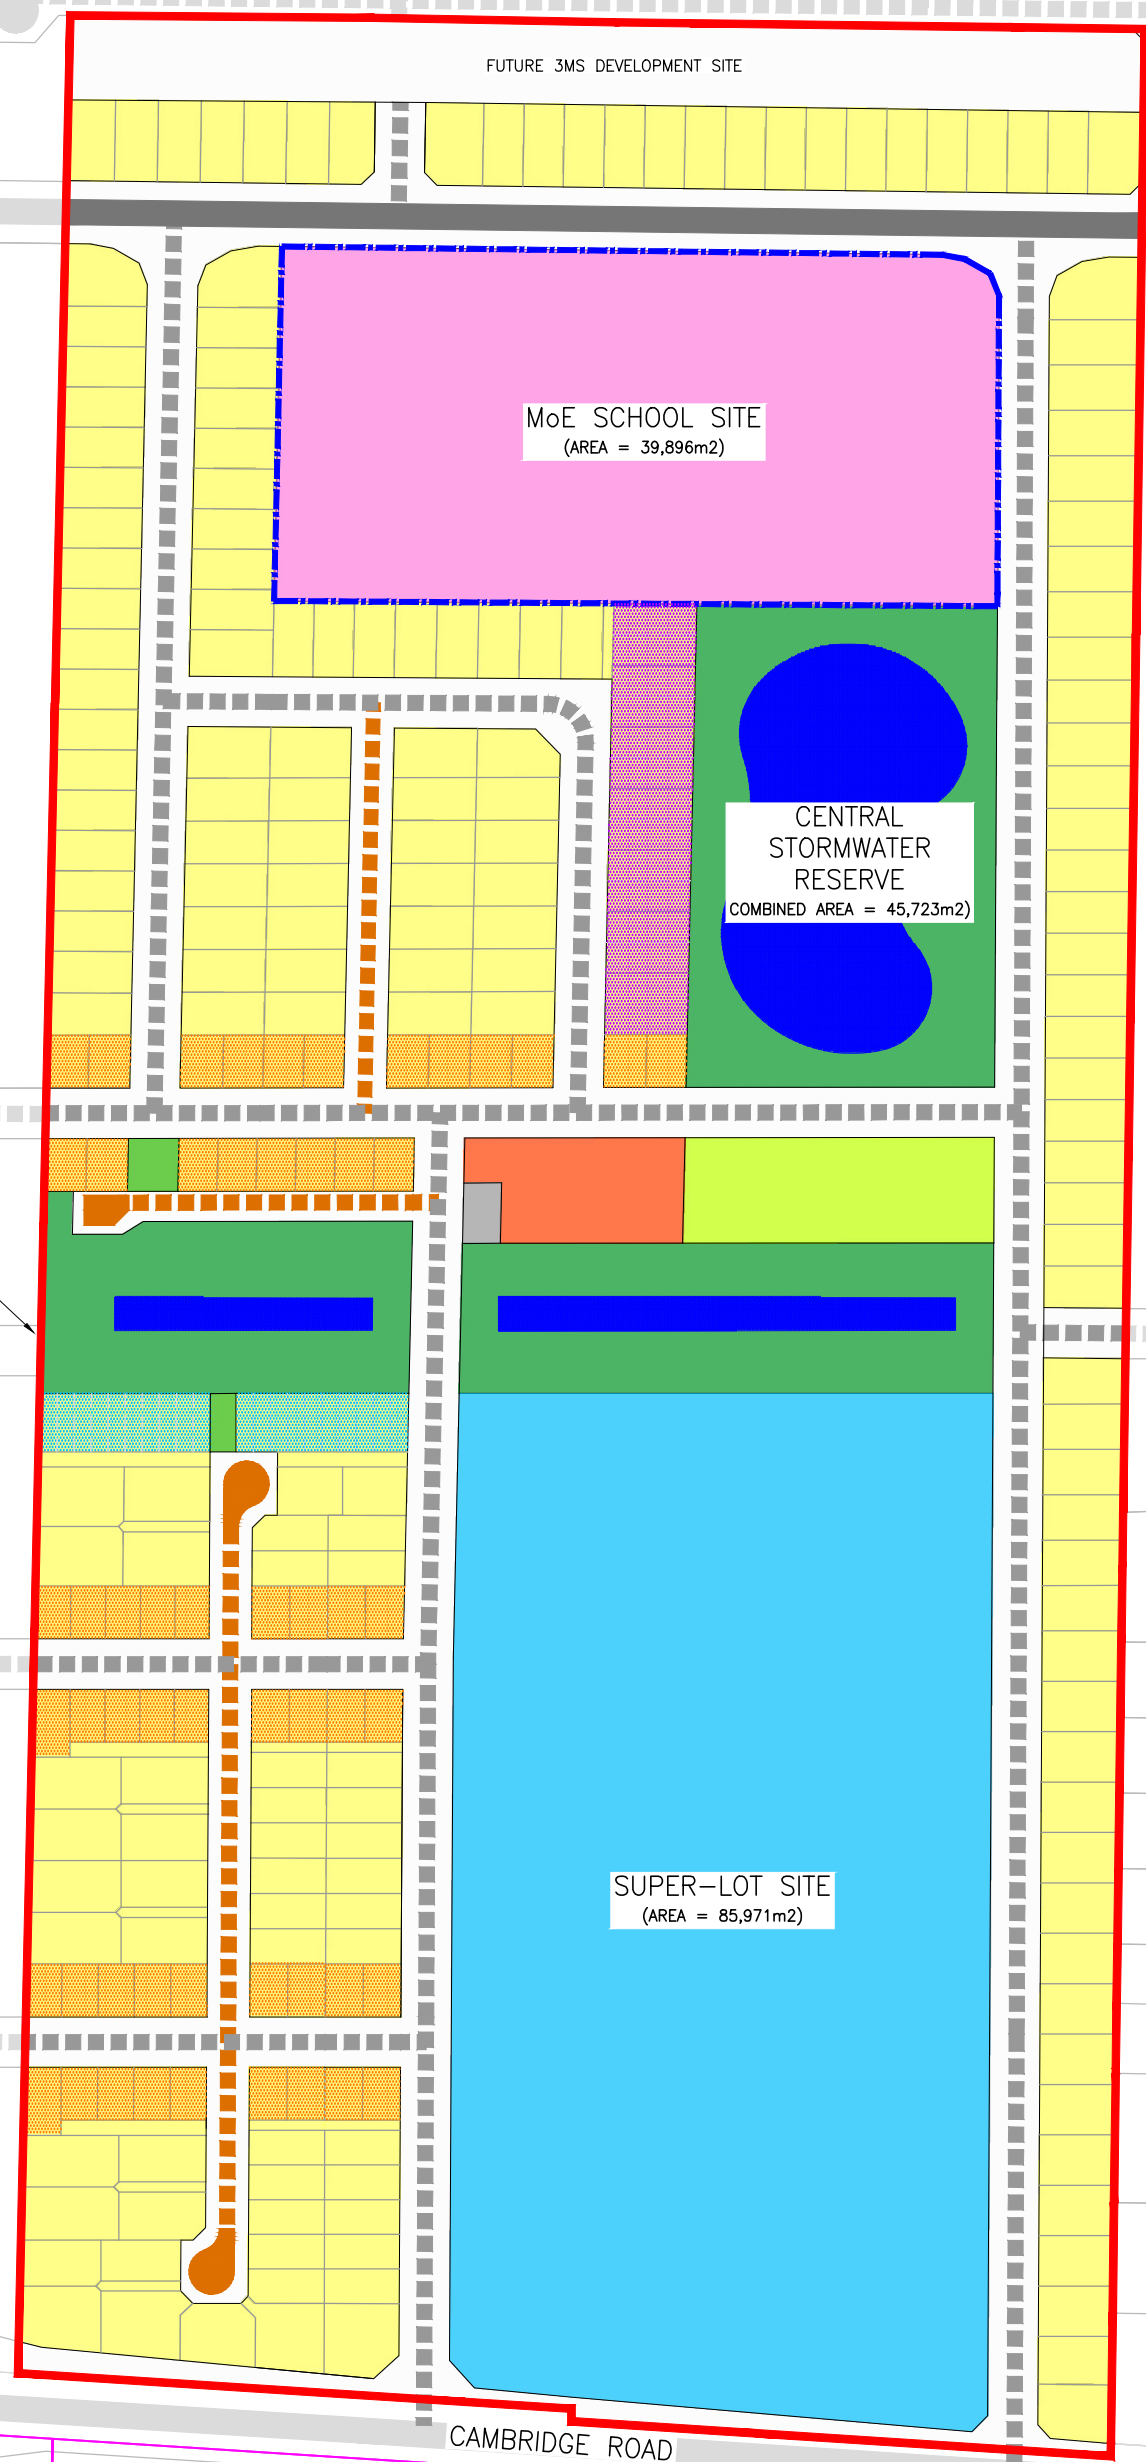 FUTURE 3MS DEVELOPMENT SITE
MoE SCHOOL SITE
(AREA = 39,896m2)
CENTRAL
STORMWATER
RESERVE
COMBINED AREA = 45,723m2)
SUPER-LOT SITE
(AREA = 85,971m2)
CAMBRIDGE ROAD